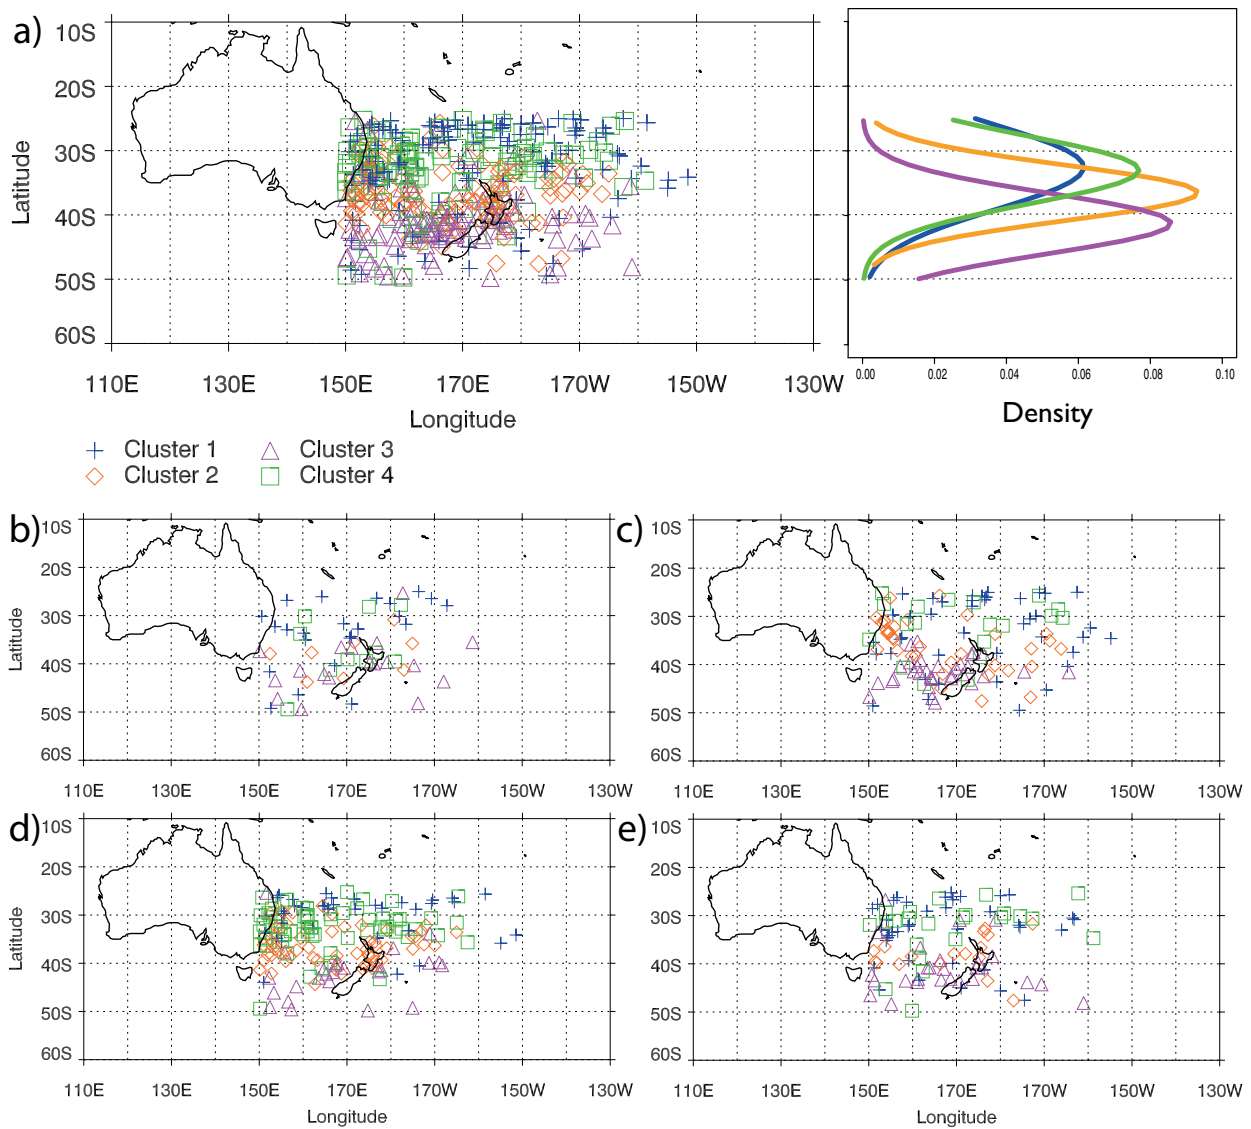 a)
10S
20S
30S
40S
50S
60S
Latitude
110E 130E 150E 170E 170W 150W 130W
Longitude
0.00 0.02 0.04 0.06 0.08 0.10
Density
Cluster 1 Cluster 3
Cluster 2 Cluster 4
b)
10S
20S
30S
40S
50S
60S
Latitude
110E 130E 150E 170E 170W 150W 130W
c)
10S
20S
30S
40S
50S
60S
110E 130E 150E 170E 170W 150W 130W
d)
10S
20S
30S
40S
50S
60S
Latitude
110E 130E 150E 170E 170W 150W 130W
Longitude
e)
10S
20S
30S
40S
50S
60S
110E 130E 150E 170E 170W 150W 130W
Longitude